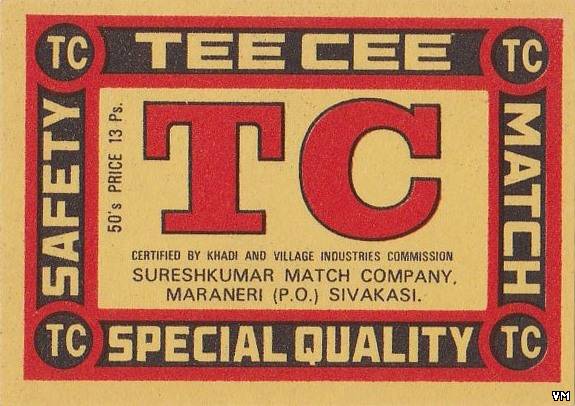 TC
TEE CEE
TC
SAFETY
50's PRICE 13 Ps.
TC
MATCH
CERTIFIED BY KHADI AND VILLAGE INDUSTRIES COMMISSION
SURESHKUMAR MATCH COMPANY,
MARANERI (P.O.) SIVAKASI.
TC
SPECIAL QUALITY
TC
VM